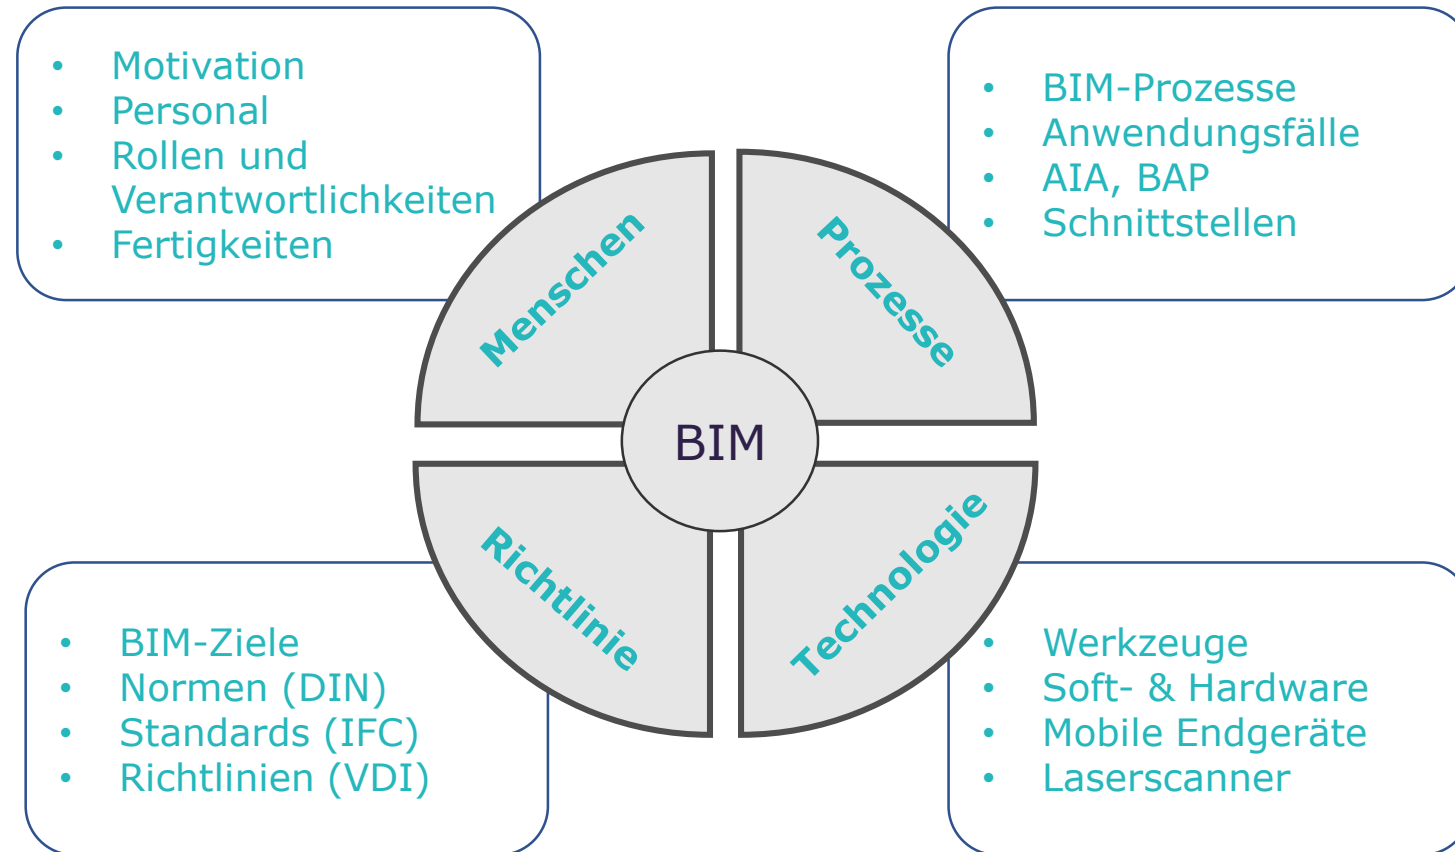 • Motivation
• Personal
• Rollen und
Verantwortlichkeiten
• Fertigkeiten
• BIM-Prozesse
• Anwendungsfälle
• AIA, BAP
• Schnittstellen
Menschen
Prozesse
BIM
Richtlinie
Technologie
• BIM-Ziele
• Normen (DIN)
• Standards (IFC)
• Richtlinien (VDI)
• Werkzeuge
• Soft- & Hardware
• Mobile Endgeräte
• Laserscanner